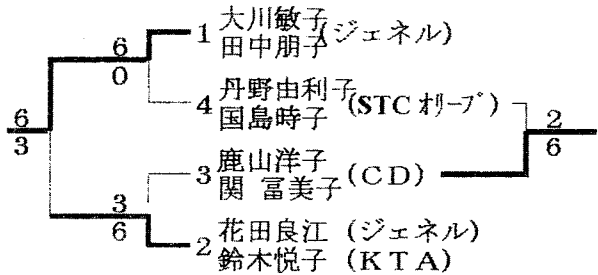 6
0
1 大川敏子
田中朋子 (ジェネル)
4 丹野由利子
国島時子 (STCオリーブ)
6
3
2
6
3 鹿山洋子
関 冨美子 (CD)
3
6
2 花田良江 (ジェネル)
鈴木悦子 (KTA)